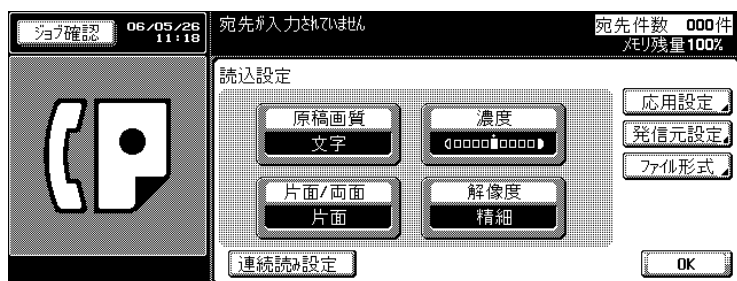 ジョブ確認
06/05/26
11:18
宛先が入力されていません
宛先件数 000件
メモリ残量100%
読込設定
原稿画質
文字
濃度
片面/両面
片面
解像度
精細
応用設定
発信元設定
ファイル形式
連続読み設定
OK